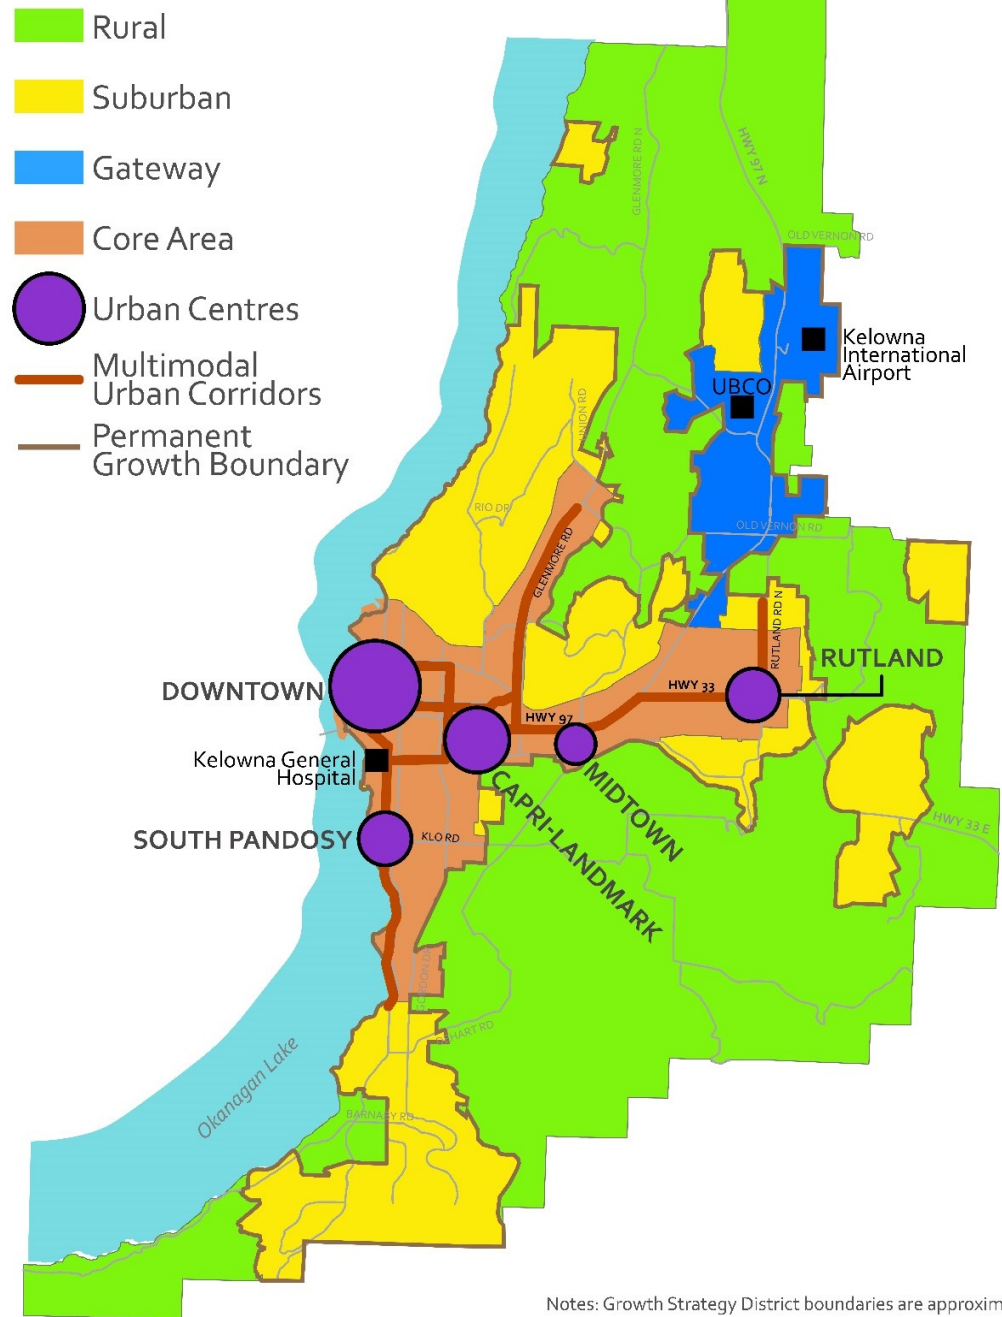 Rural
Suburban
Gateway
Core Area
Urban Centres
Multimodal
Urban Corridors
Permanent
Growth Boundary
GLENMORE RD N
HWY 97 N
OLD VERNON RD
Kelowna
International
Airport
UBCO
UNION RD
RIO DR
GLENMORE RD
OLD VERNON RD
RUTLAND RD N
RUTLAND
DOWNTOWN
HWY 33
HWY 97
Kelowna General
Hospital
MIDTOWN
CAPRI-LANDMARK
SOUTH PANDOSY
KLO RD
HWY 33 E
GORDON DR
Okanagan Lake
BARNABY RD
Notes: Growth Strategy District boundaries are approxim